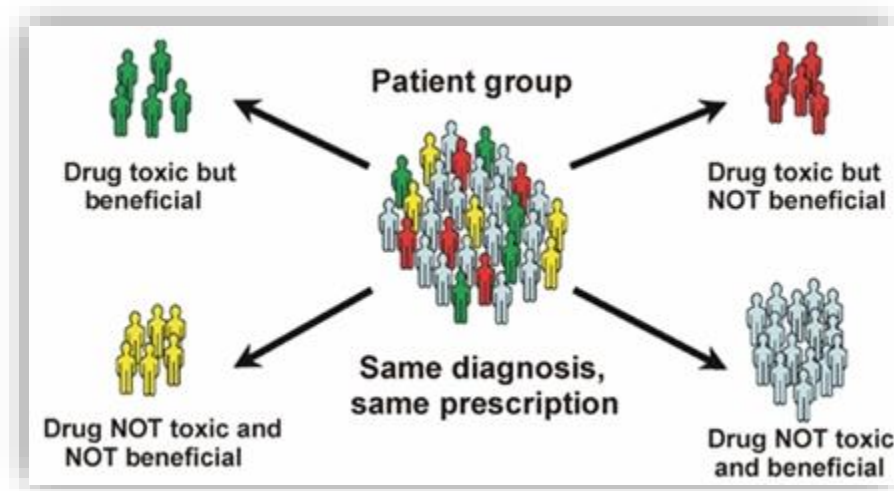 Patient group
Drug toxic but
beneficial
Drug toxic but
NOT beneficial
Same diagnosis,
same prescription
Drug NOT toxic and
NOT beneficial
Drug NOT toxic
and beneficial